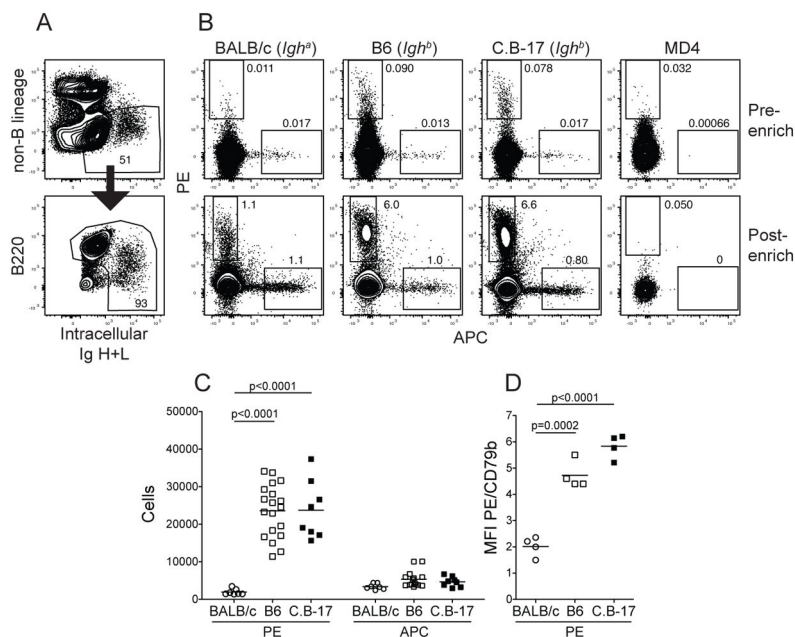 A
B
BALB/c (Ighᵃ)
B6 (Ighᵇ)
C.B-17 (Ighᵇ)
MD4
non-B lineage
51
PE
0.011
0.017
0.090
0.013
0.078
0.017
0.032
0.00066
Pre-
enrich
B220
93
Intracellular
Ig H+L
1.1
1.1
6.0
1.0
6.6
0.80
0.050
0
Post-
enrich
APC
C
p<0.0001
p<0.0001
Cells
50000
40000
30000
20000
10000
0
BALB/c B6 C.B-17 BALB/c B6 C.B-17
PE APC
D
p<0.0001
p=0.0002
MFI PE/CD79b
7
6
5
4
3
2
1
0
BALB/c B6 C.B-17
PE